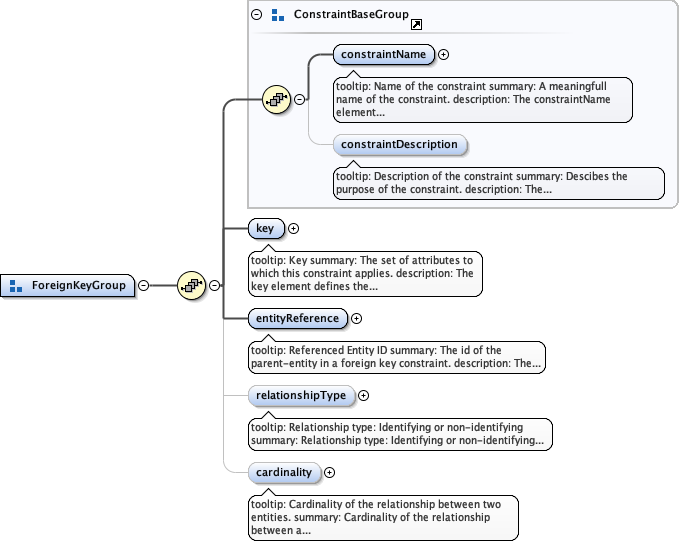 ConstraintBaseGroup
constraintName
tooltip: Name of the constraint summary: A meaningfull
name of the constraint. description: The constraintName
element...
constraintDescription
tooltip: Description of the constraint summary: Descibes the
purpose of the constraint. description: The...
key
tooltip: Key summary: The set of attributes to
which this constraint applies. description: The
key element defines the...
ForeignKeyGroup
entityReference
tooltip: Referenced Entity ID summary: The id of the
parent-entity in a foreign key constraint. description: The...
relationshipType
tooltip: Relationship type: Identifying or non-identifying
summary: Relationship type: Identifying or non-identifying...
cardinality
tooltip: Cardinality of the relationship between two
entities. summary: Cardinality of the relationship
between a...